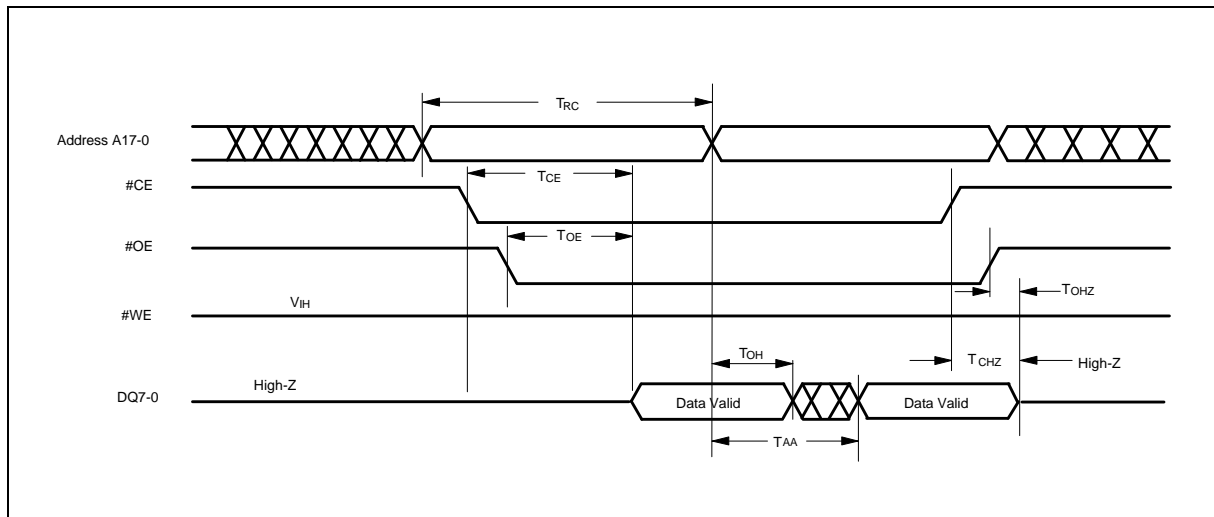 TRC
Address A17-0
#CE
TCE
#OE
TOE
TOHZ
VIH
#WE
TOH
TCHZ
High-Z
High-Z
DQ7-0
Data Valid
Data Valid
TAA